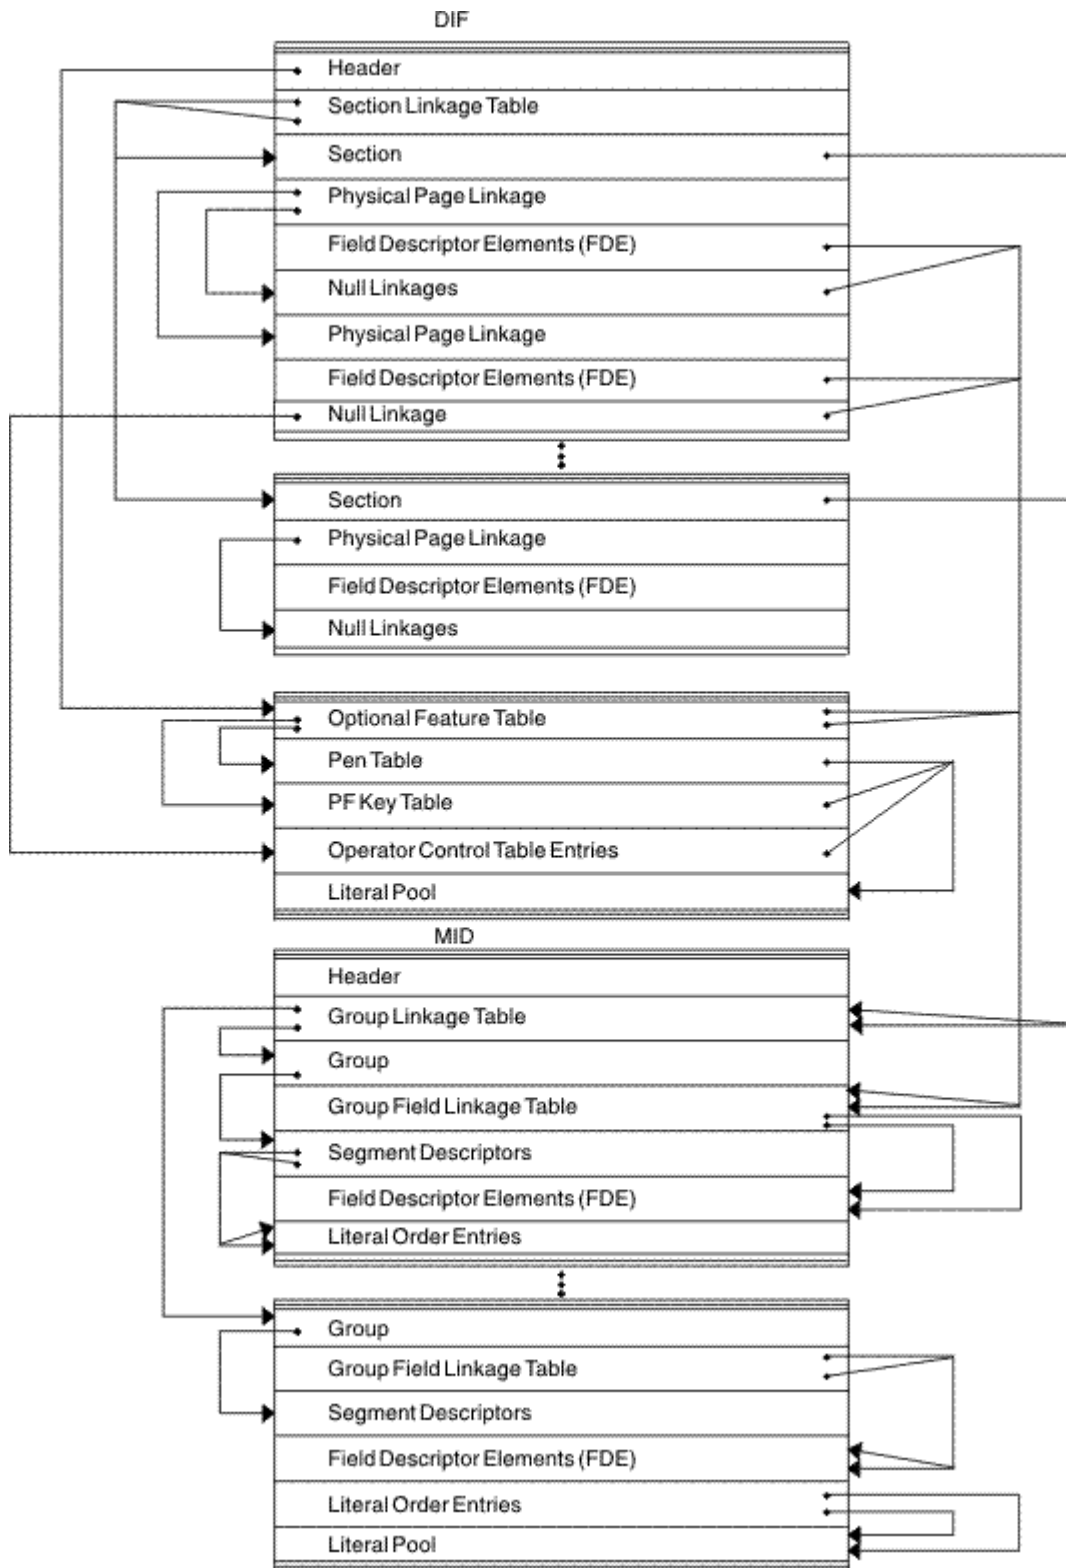 DIF
Header
Section Linkage Table
Section
Physical Page Linkage
Field Descriptor Elements (FDE)
Null Linkages
Physical Page Linkage
Field Descriptor Elements (FDE)
Null Linkage
Section
Physical Page Linkage
Field Descriptor Elements (FDE)
Null Linkages
Optional Feature Table
Pen Table
PF Key Table
Operator Control Table Entries
Literal Pool
MID
Header
Group Linkage Table
Group
Group Field Linkage Table
Segment Descriptors
Field Descriptor Elements (FDE)
Literal Order Entries
Group
Group Field Linkage Table
Segment Descriptors
Field Descriptor Elements (FDE)
Literal Order Entries
Literal Pool